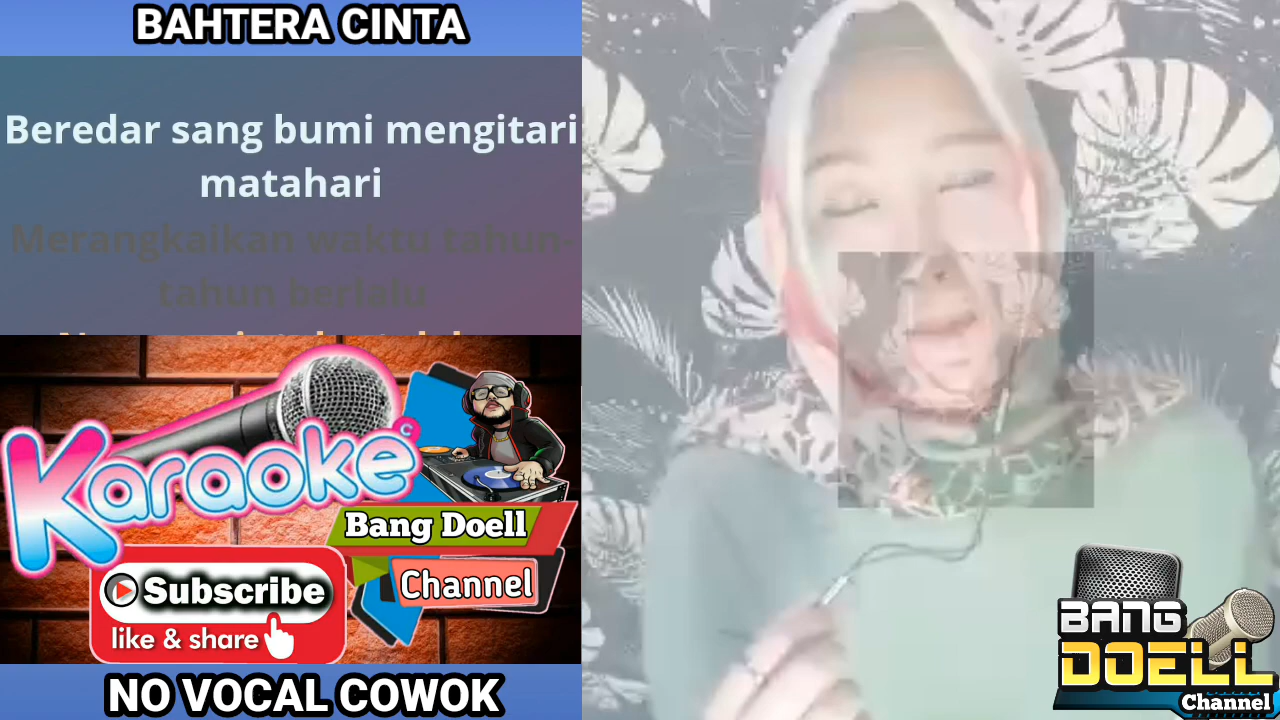 BAHTERA CINTA
Beredar sang bumi mengitari
matahari
Merangkaikan waktu tahun-
tahun berlalu
Karaoke
Bang Doell
Channel
Subscribe
like & share
NO VOCAL COWOK
BANG
DOELL
Channel